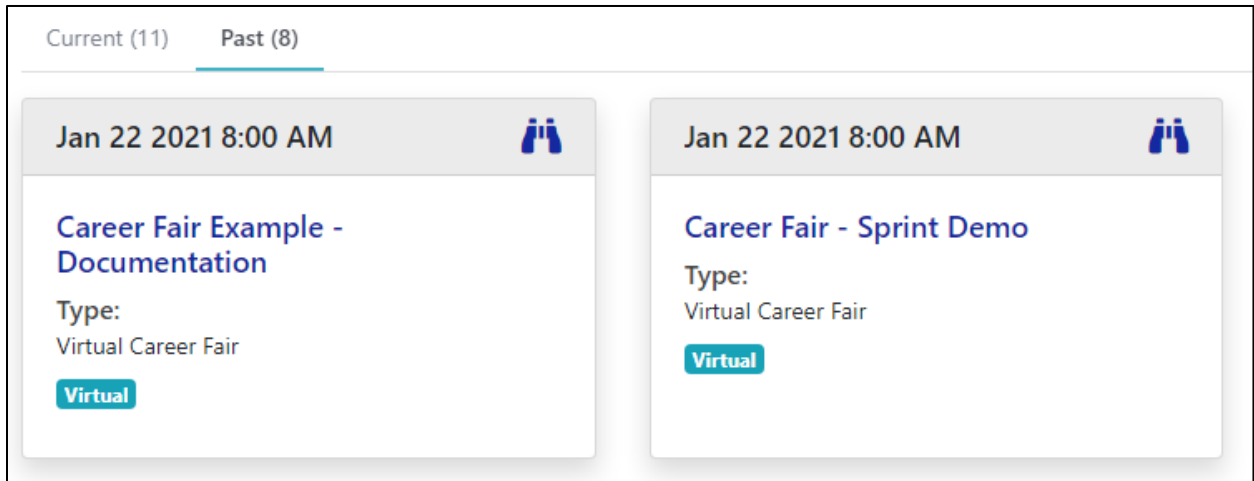 Current (11) Past (8)
Jan 22 2021 8:00 AM
Career Fair Example -
Documentation
Type:
Virtual Career Fair
Virtual
Jan 22 2021 8:00 AM
Career Fair - Sprint Demo
Type:
Virtual Career Fair
Virtual